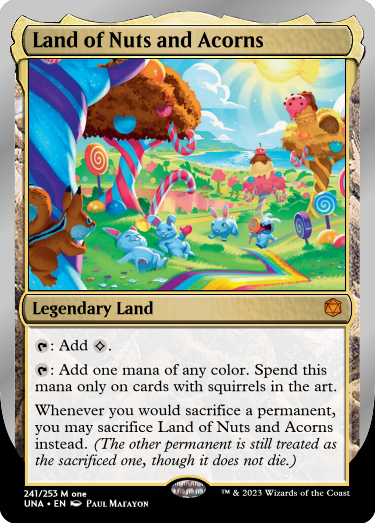 Land of Nuts and Acorns
Legendary Land
: Add .
: Add one mana of any color. Spend this
mana only on cards with squirrels in the art.
Whenever you would sacrifice a permanent,
you may sacrifice Land of Nuts and Acorns
instead. (The other permanent is still treated as
the sacrificed one, though it does not die.)
241/253 M one
UNA • EN Paul Mafayon
™ & 2023 Wizards of the Coast